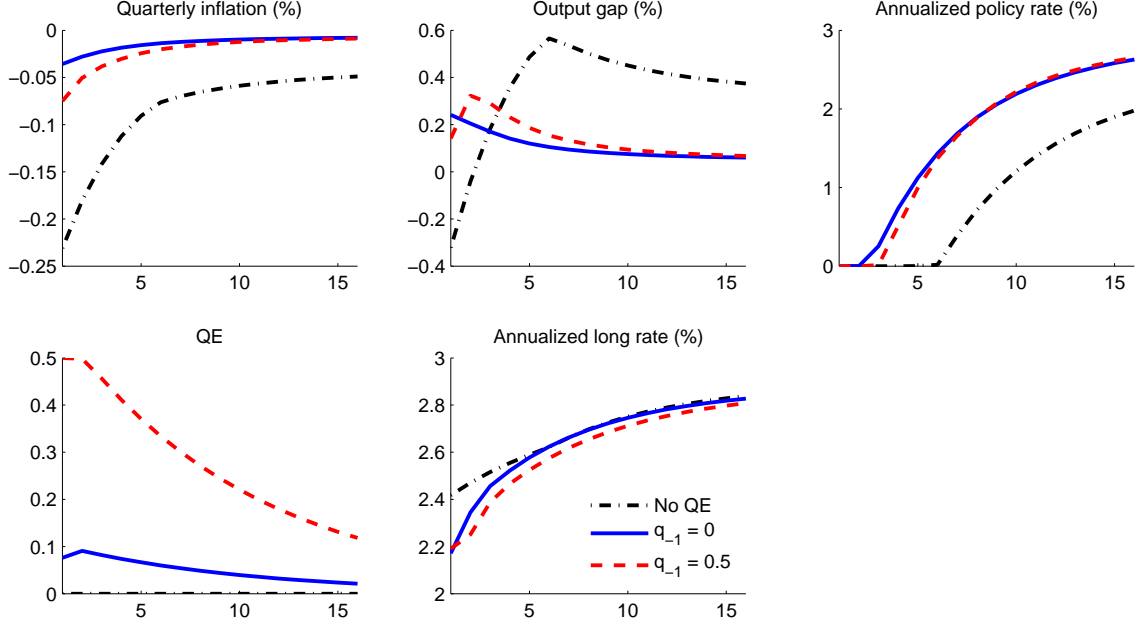 Quarterly inflation (%)
0
−0.05
−0.1
−0.15
−0.2
−0.25
5 10 15
Output gap (%)
0.6
0.4
0.2
0
−0.2
−0.4
5 10 15
Annualized policy rate (%)
3
2
1
0
5 10 15
QE
0.5
0.4
0.3
0.2
0.1
0
5 10 15
Annualized long rate (%)
3
2.8
2.6
2.4
2.2
2
5 10 15
No QE
q−1 = 0
q−1 = 0.5